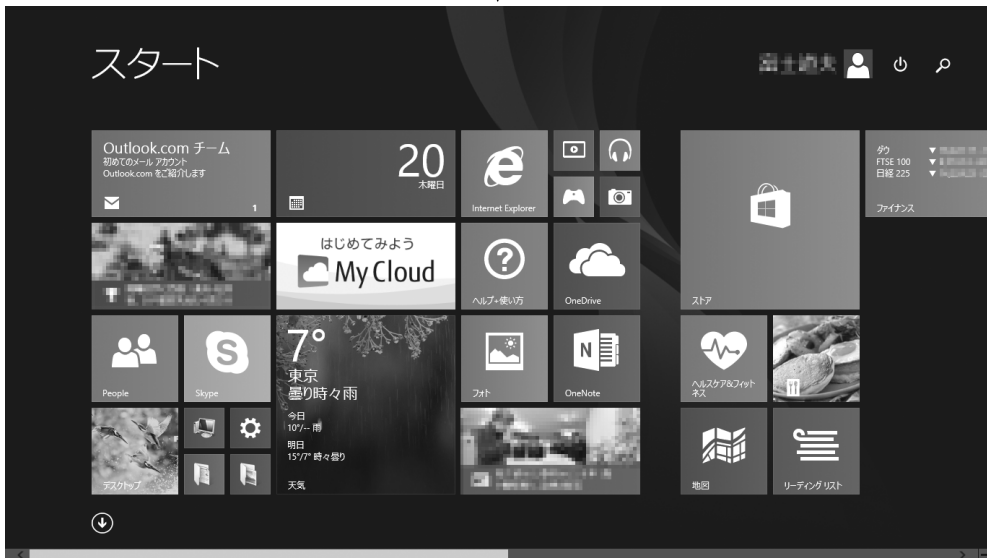 スタート
Outlook.com チーム
初めてのメール アカウント
Outlook.com をご紹介します
1
20
木曜日
Internet Explorer
ダウ ▼
FTSE 100 ▼
日経 225 ▼
ファイナンス
はじめてみよう
My Cloud
ヘルプ+使い方
OneDrive
ストア
People
S
Skype
7°
東京
曇り時々雨
今日
10°/-- 雨
明日
15°/7° 時々曇り
天気
フォト
N
OneNote
ヘルスケア&フィット
ネス
デスクトップ
地図
リーディング リスト